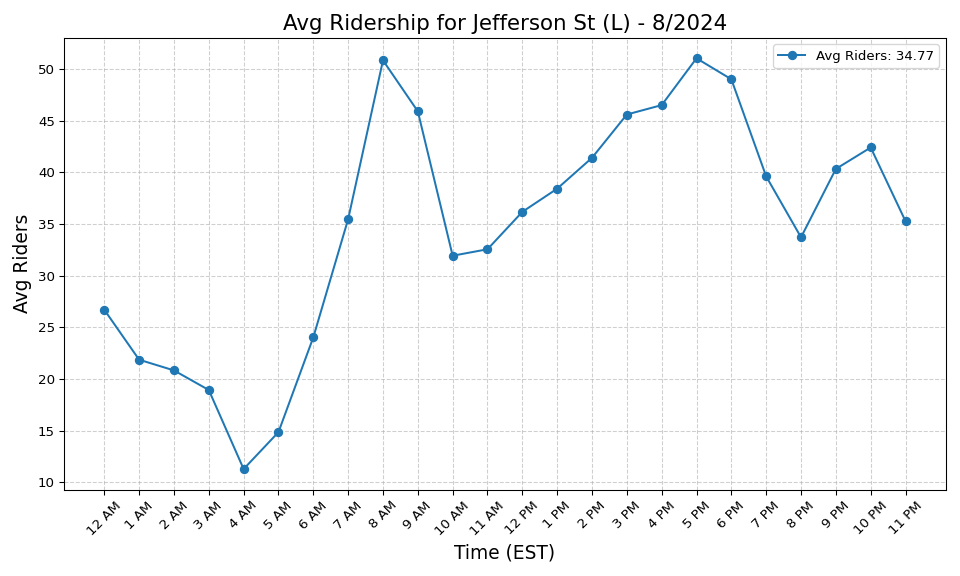 Avg Ridership for Jefferson St (L) - 8/2024
Avg Riders: 34.77
Avg Riders
50
45
40
35
30
25
20
15
10
12 AM
1 AM
2 AM
3 AM
4 AM
5 AM
6 AM
7 AM
8 AM
9 AM
10 AM
11 AM
12 PM
1 PM
2 PM
3 PM
4 PM
5 PM
6 PM
7 PM
8 PM
9 PM
10 PM
11 PM
Time (EST)